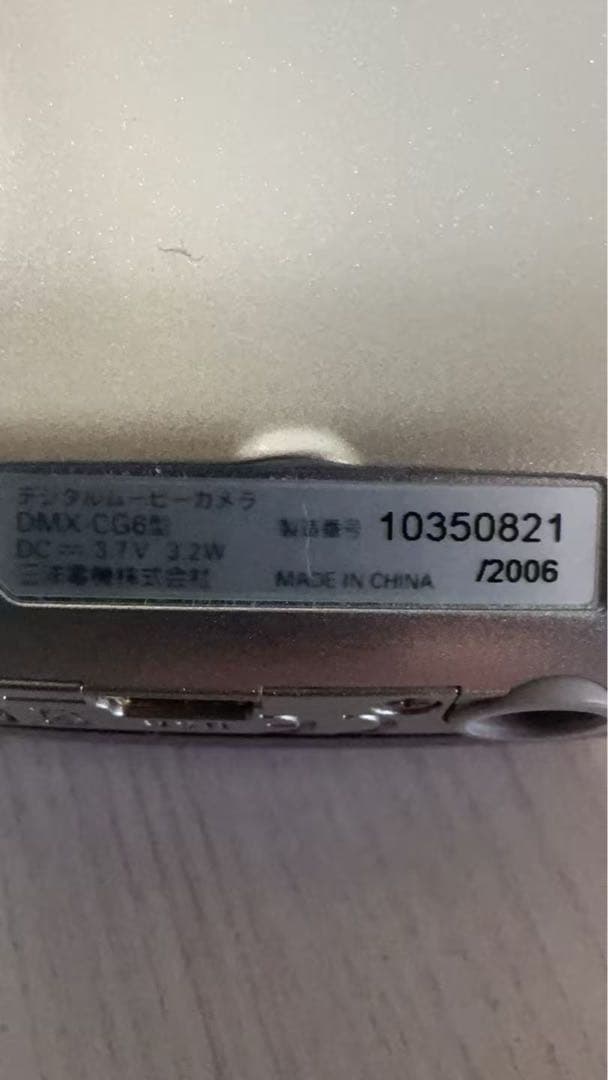 デジタルムービーカメラ
DMX-CG6型
製造番号 10350821
DC ⎓ 3.7V 3.2W
三洋電機株式会社
MADE IN CHINA
/2006